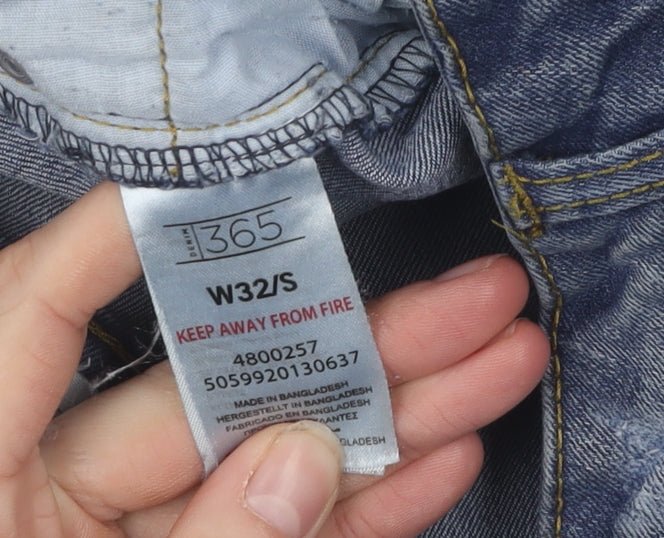 DENIM
365
W32/S
KEEP AWAY FROM FIRE
4800257
5059920130637
MADE IN BANGLADESH
HERGESTELLT IN BANGLADESH
FABRICADO EN BANGLADESH